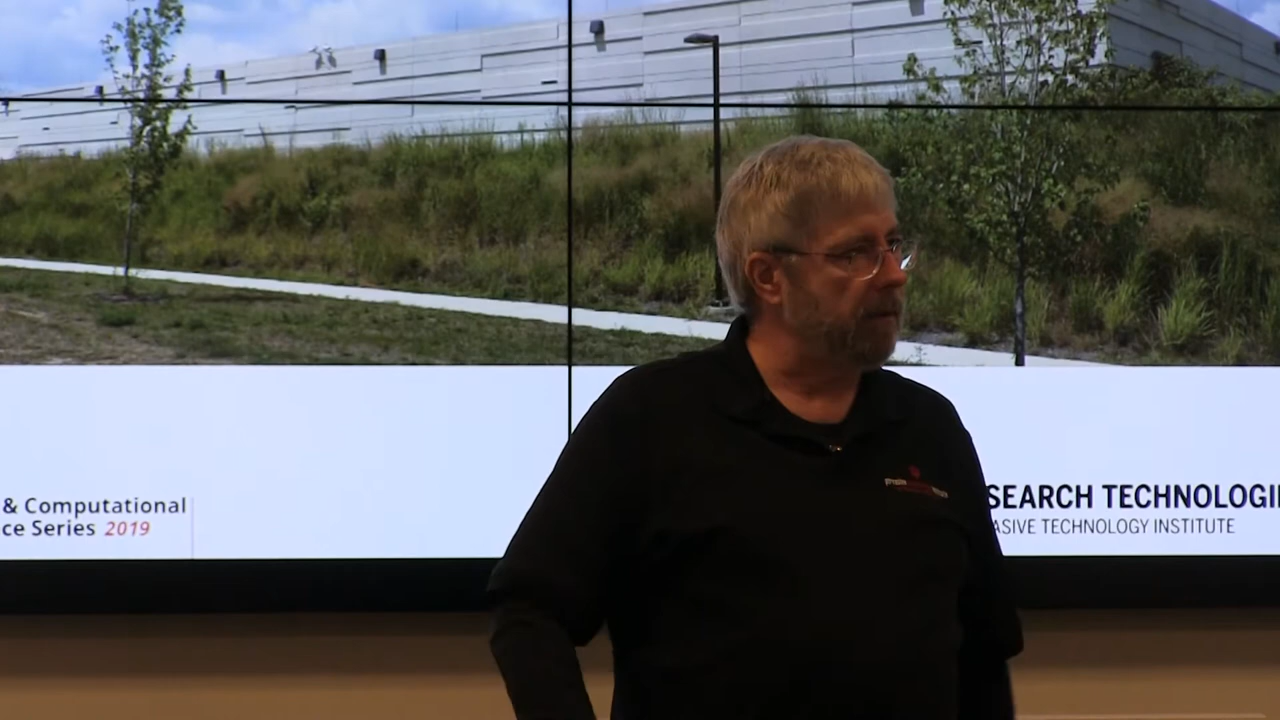 & Computational
ce Series 2019
SEARCH TECHNOLOGI
ASIVE TECHNOLOGY INSTITUTE